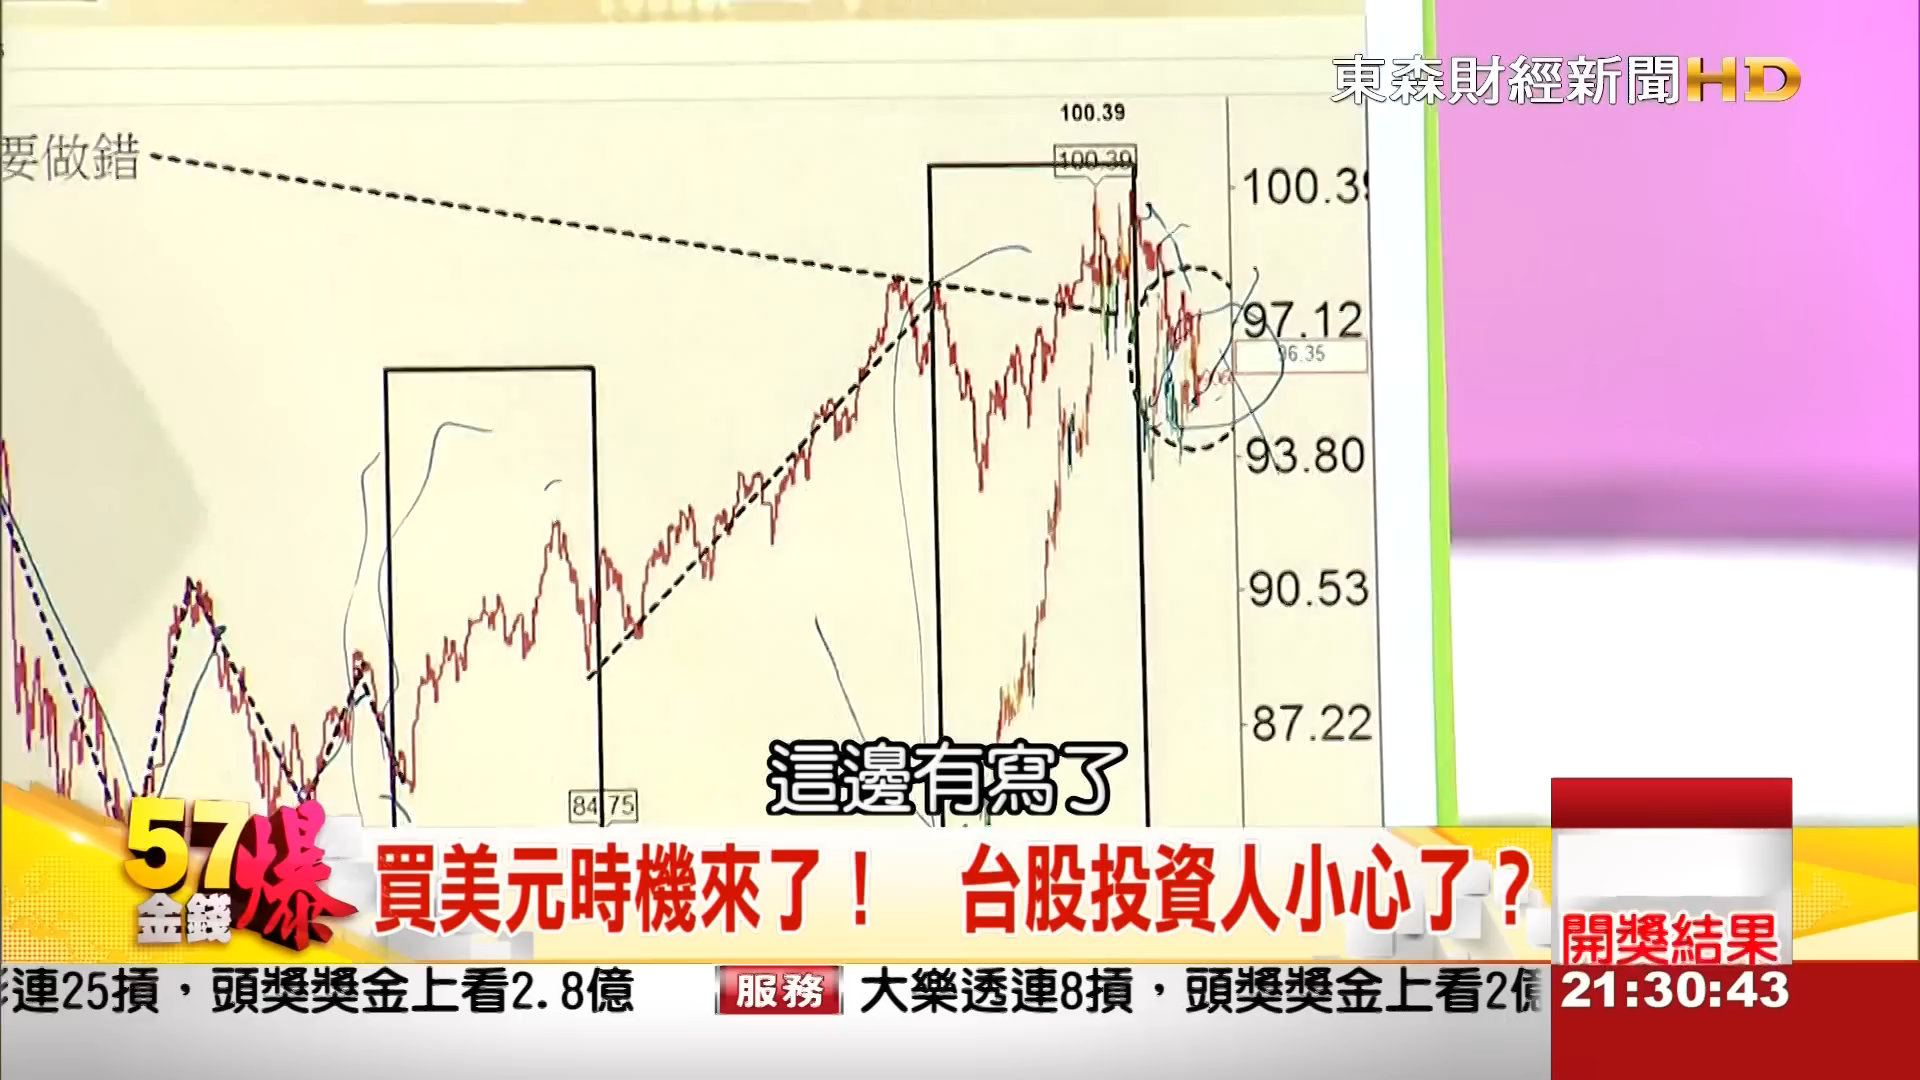 東森財經新聞HD
100.39
100.39
要做錯
100.39
97.12
96.35
93.80
90.53
87.22
84.75
這邊有寫了
57金錢爆
買美元時機來了！ 台股投資人小心了？
開獎結果
連25摃，頭獎獎金上看2.8億 服務 大樂透連8摃，頭獎獎金上看2億
21:30:43